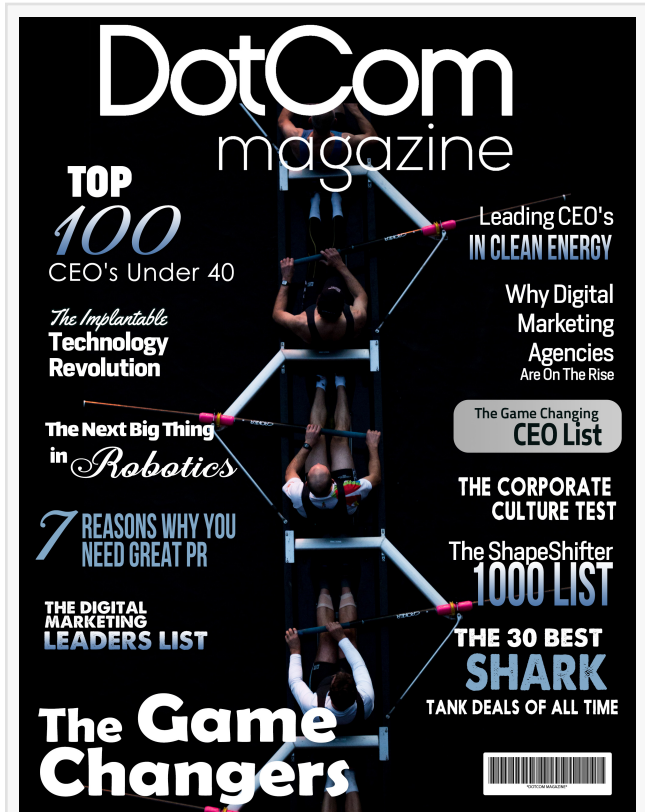 DotCom
magazine
TOP
100
CEO's Under 40
The Implantable
Technology
Revolution
The Next Big Thing
in Robotics
7 REASONS WHY YOU
NEED GREAT PR
THE DIGITAL
MARKETING
LEADERS LIST
Leading CEO's
IN CLEAN ENERGY
Why Digital
Marketing
Agencies
Are On The Rise
The Game Changing
CEO List
THE CORPORATE
CULTURE TEST
The ShapeShifter
1000 LIST
THE 30 BEST
SHARK
TANK DEALS OF ALL TIME
The Game
Changers
*DOTCOM MAGAZINE*